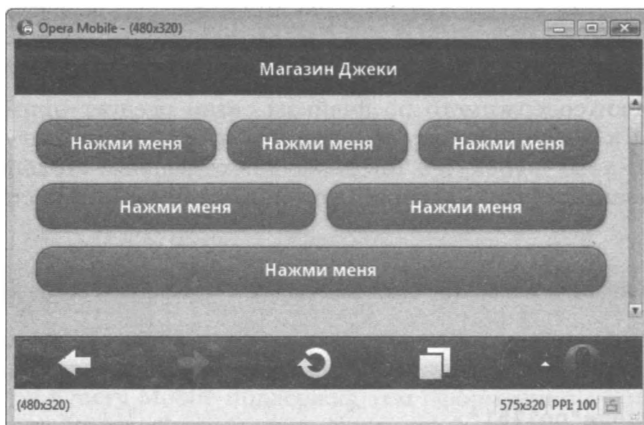 Opera Mobile - (480x320)
Магазин Джеки
Нажми меня Нажми меня Нажми меня
Нажми меня Нажми меня
Нажми меня
(480x320) 575x320 PPI: 100